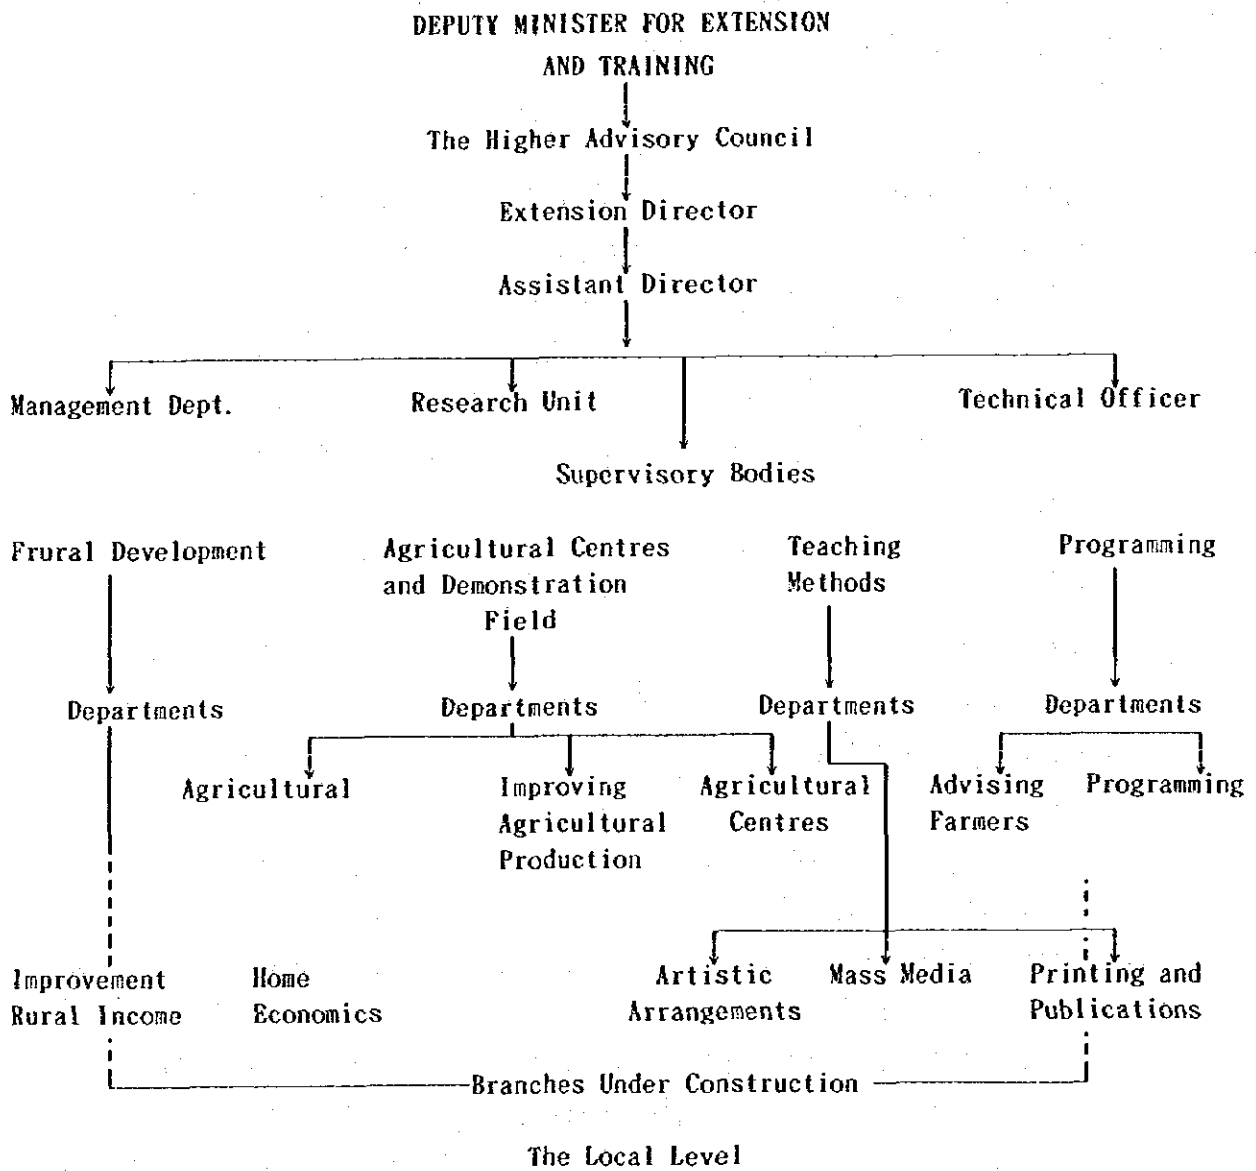 DEPUTY MINISTER FOR EXTENSION
AND TRAINING
The Higher Advisory Council
Extension Director
Assistant Director
Management Dept.
Research Unit
Technical Officer
Supervisory Bodies
Frural Development
Agricultural Centres
and Demonstration
Field
Teaching
Methods
Programming
Departments
Departments
Departments
Departments
Agricultural
Improving
Agricultural
Production
Agricultural
Centres
Advising
Farmers
Programming
Improvement
Rural Income
Home
Economics
Artistic
Arrangements
Mass Media
Printing and
Publications
Branches Under Construction
The Local Level